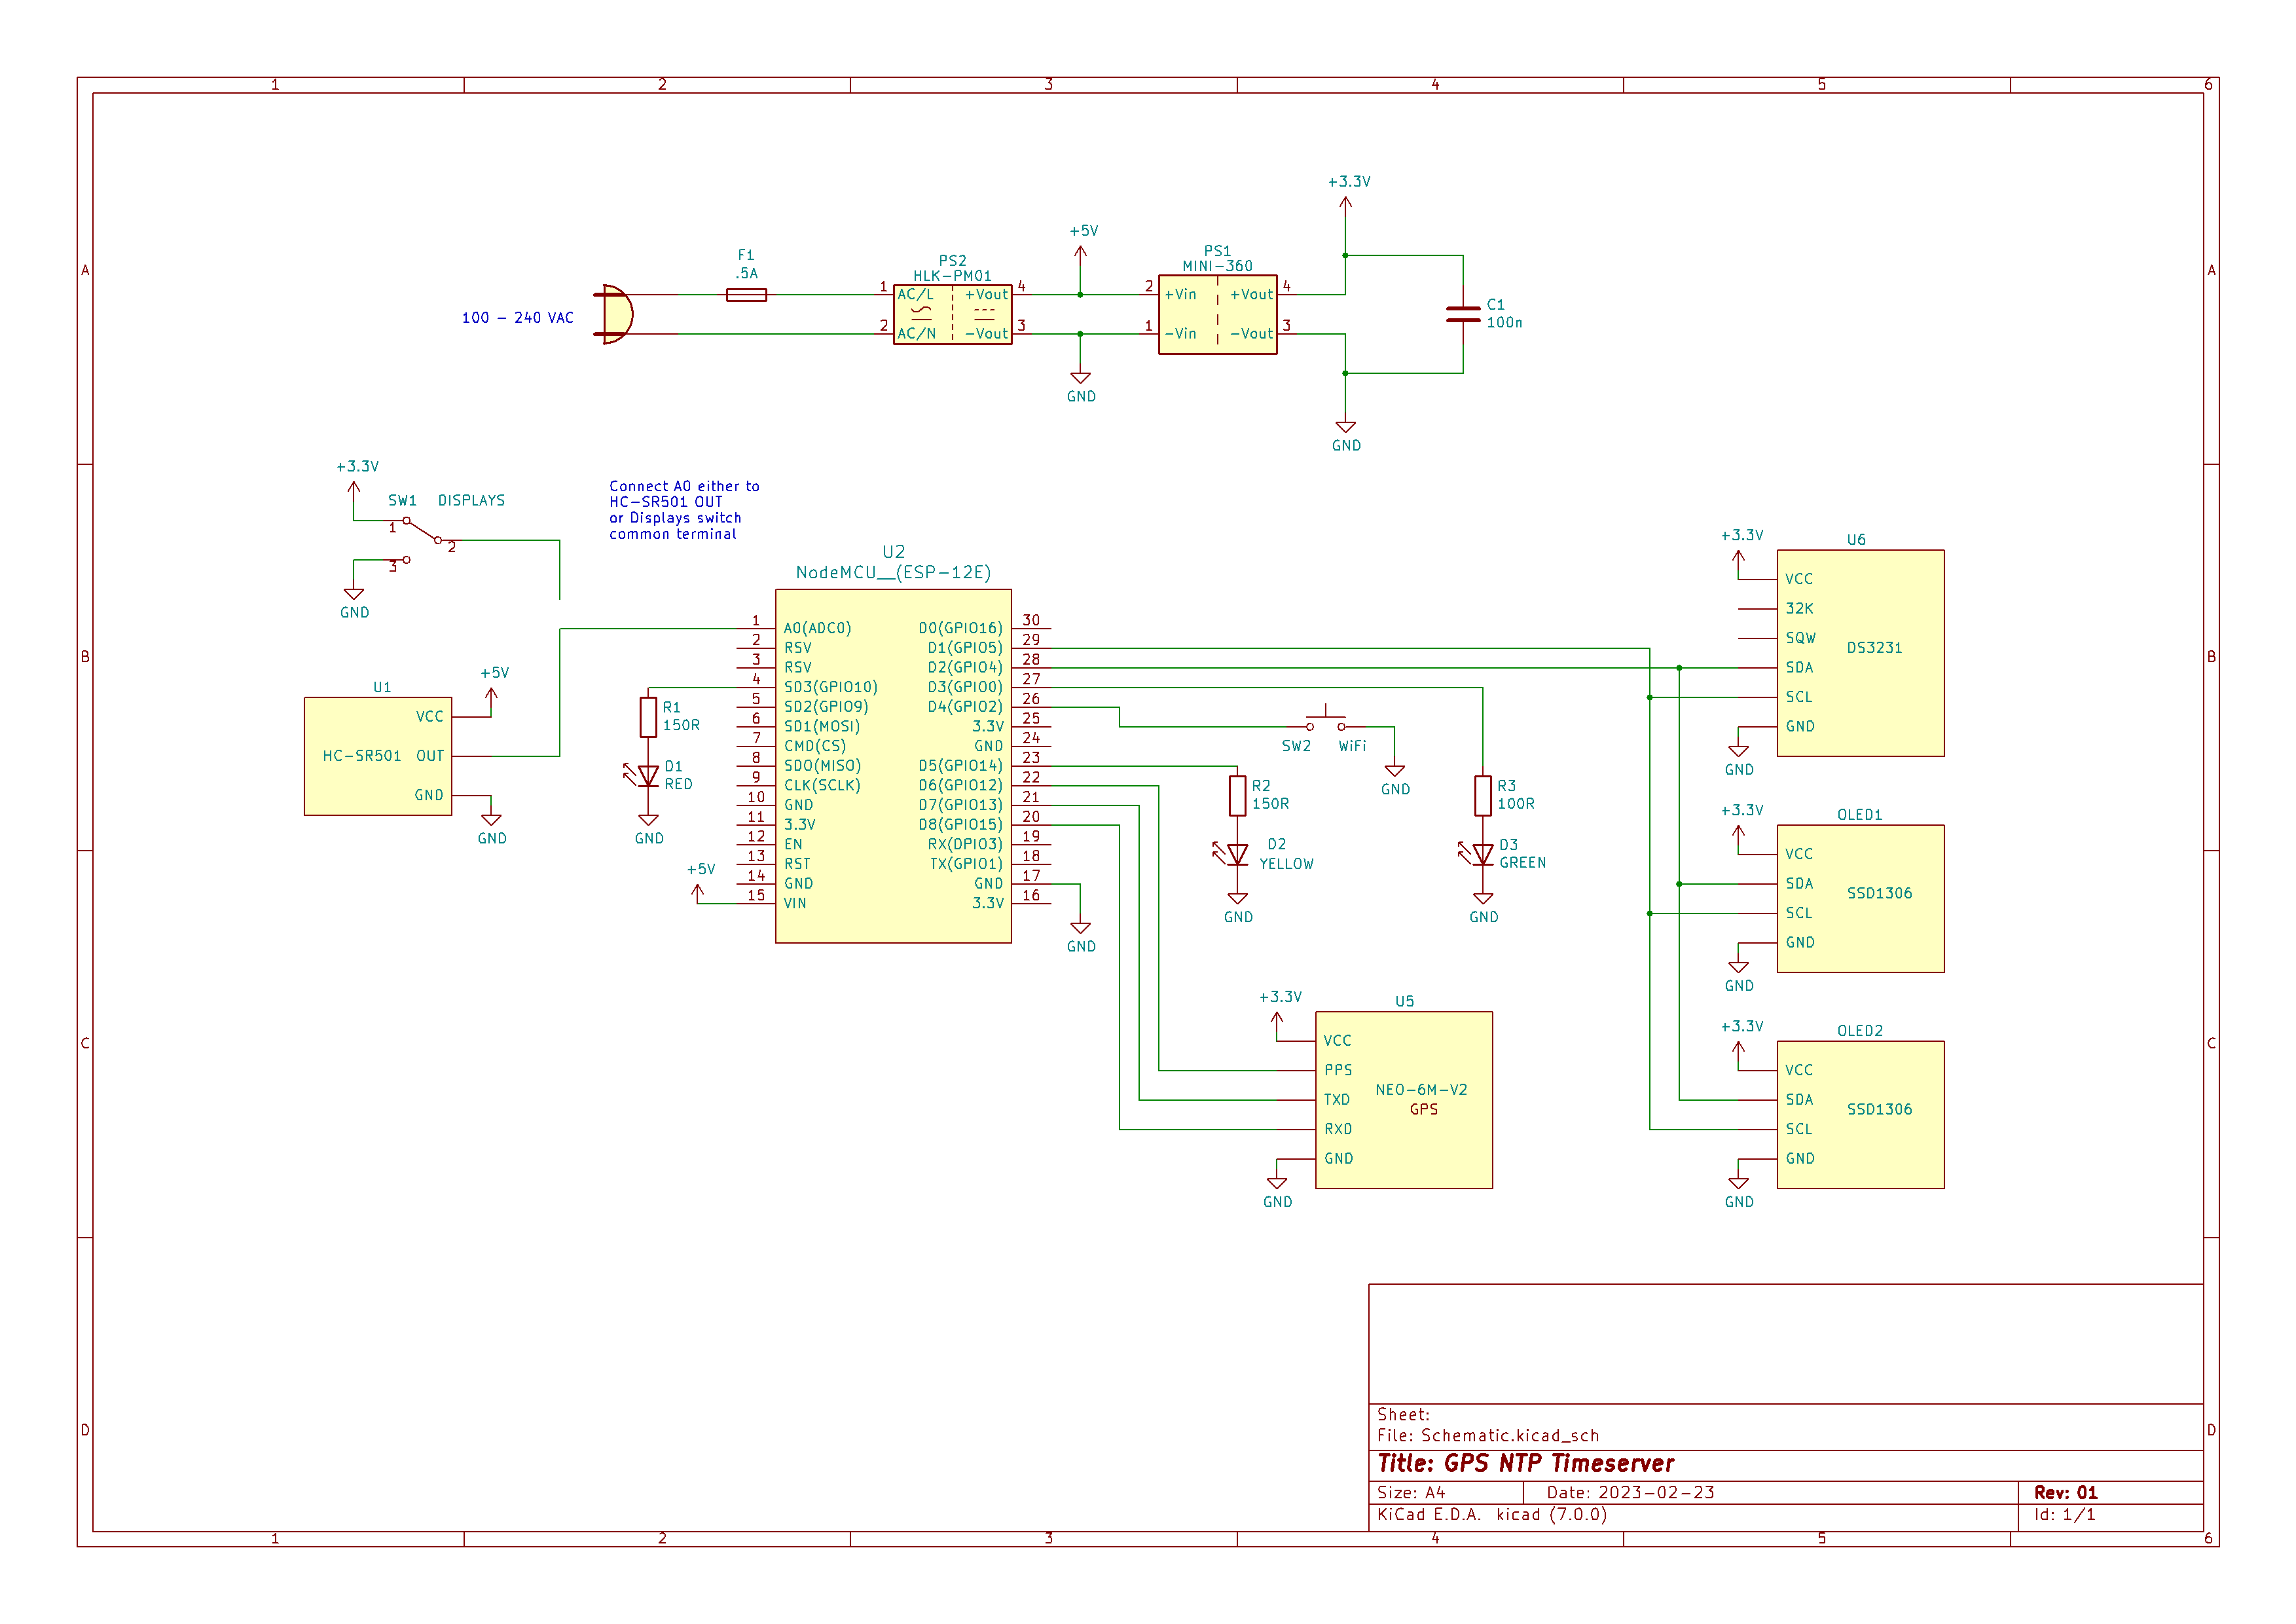 1 2 3 4 5 6
A
B
C
D
A
B
C
D
1 2 3 4 5 6
100 - 240 VAC
F1
.5A
PS2
HLK-PM01
1 AC/L +Vout 4
2 AC/N -Vout 3
+5V
GND
PS1
MINI-360
2 +Vin +Vout 4
1 -Vin -Vout 3
+3.3V
GND
C1
100n
+3.3V
SW1 DISPLAYS
1
2
3
GND
Connect A0 either to
HC-SR501 OUT
or Displays switch
common terminal
U1
HC-SR501
VCC
OUT
GND
+5V
GND
R1
150R
D1
RED
GND
+5V
U2
NodeMCU__(ESP-12E)
1 A0(ADC0) D0(GPIO16) 30
2 RSV D1(GPIO5) 29
3 RSV D2(GPIO4) 28
4 SD3(GPIO10) D3(GPIO0) 27
5 SD2(GPIO9) D4(GPIO2) 26
6 SD1(MOSI) 3.3V 25
7 CMD(CS) GND 24
8 SDO(MISO) D5(GPIO14) 23
9 CLK(SCLK) D6(GPIO12) 22
10 GND D7(GPIO13) 21
11 3.3V D8(GPIO15) 20
12 EN RX(DPIO3) 19
13 RST TX(GPIO1) 18
14 GND GND 17
15 VIN 3.3V 16
GND
SW2 WiFi
GND
R2
150R
D2
YELLOW
GND
R3
100R
D3
GREEN
GND
+3.3V
U5
VCC
PPS
TXD
RXD
GND
NEO-6M-V2
GPS
GND
+3.3V
U6
VCC
32K
SQW
SDA
SCL
GND
DS3231
GND
+3.3V
OLED1
VCC
SDA
SCL
GND
SSD1306
GND
+3.3V
OLED2
VCC
SDA
SCL
GND
SSD1306
GND
Sheet:
File: Schematic.kicad_sch
Title: GPS NTP Timeserver
Size: A4 Date: 2023-02-23 Rev: 01
KiCad E.D.A. kicad (7.0.0) Id: 1/1